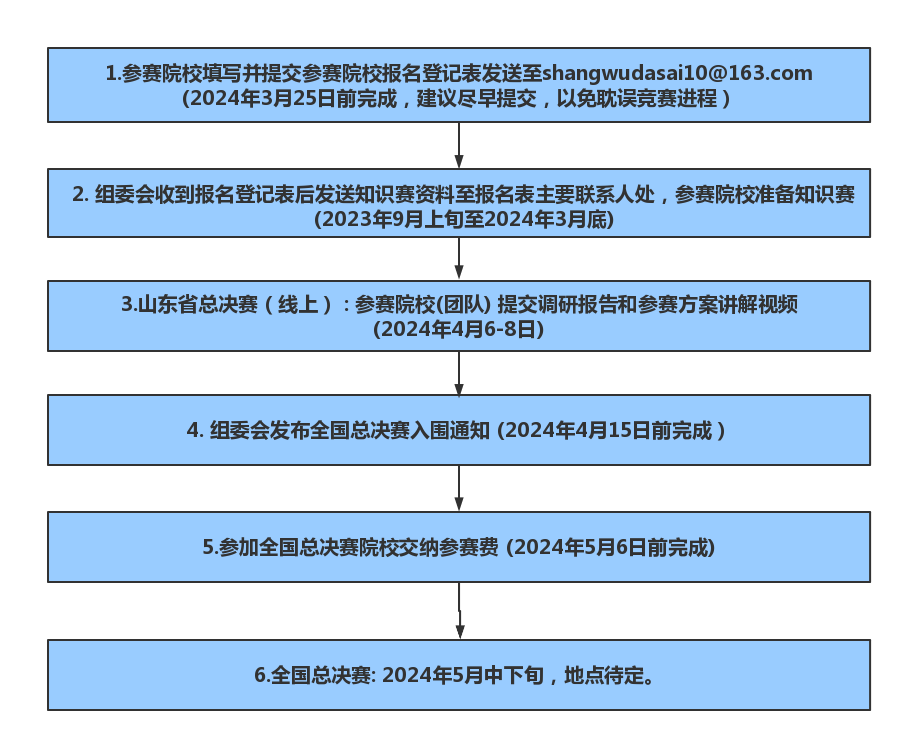 1.参赛院校填写并提交参赛院校报名登记表发送至shangwudasai10@163.com
(2024年3月25日前完成，建议尽早提交，以免耽误竞赛进程）
2. 组委会收到报名登记表后发送知识赛资料至报名表主要联系人处，参赛院校准备知识赛
(2023年9月上旬至2024年3月底)
3.山东省总决赛（线上）：参赛院校(团队) 提交调研报告和参赛方案讲解视频
(2024年4月6-8日)
4. 组委会发布全国总决赛入围通知 (2024年4月15日前完成）
5.参加全国总决赛院校交纳参赛费 (2024年5月6日前完成)
6.全国总决赛: 2024年5月中下旬，地点待定。